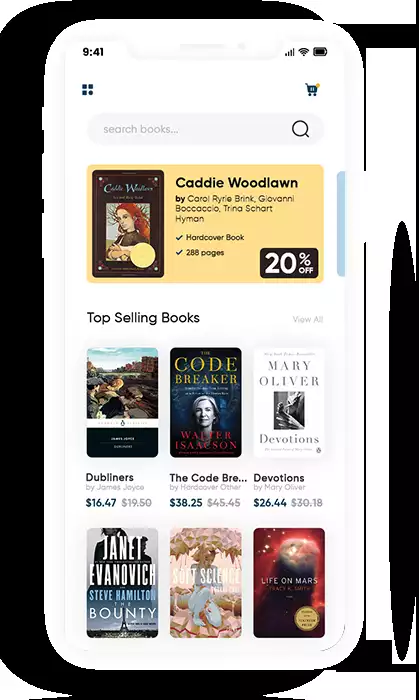 9:41
search books...
Caddie Woodlawn
Caddie Woodlawn
by Carol Ryrie Brink, Giovanni
Boccaccio, Trina Schart
Hyman
Hardcover Book
288 pages
20%
OFF
Top Selling Books
View All
JAMES JOYCE
DUBLINERS
THE
CODE
BREAKER
WALTER
ISAACSON
MARY
OLIVER
Devotions
Dubliners
by James Joyce
$16.47 $19.50
The Code Bre...
by Hardcover Other
$38.25 $45.45
Devotions
by Mary Oliver
$26.44 $30.18
JANET
EVANOVICH
STEVE HAMILTON
THE
BOUNTY
SOFT SCIENCE
LIFE ON MARS
TRACY K. SMITH